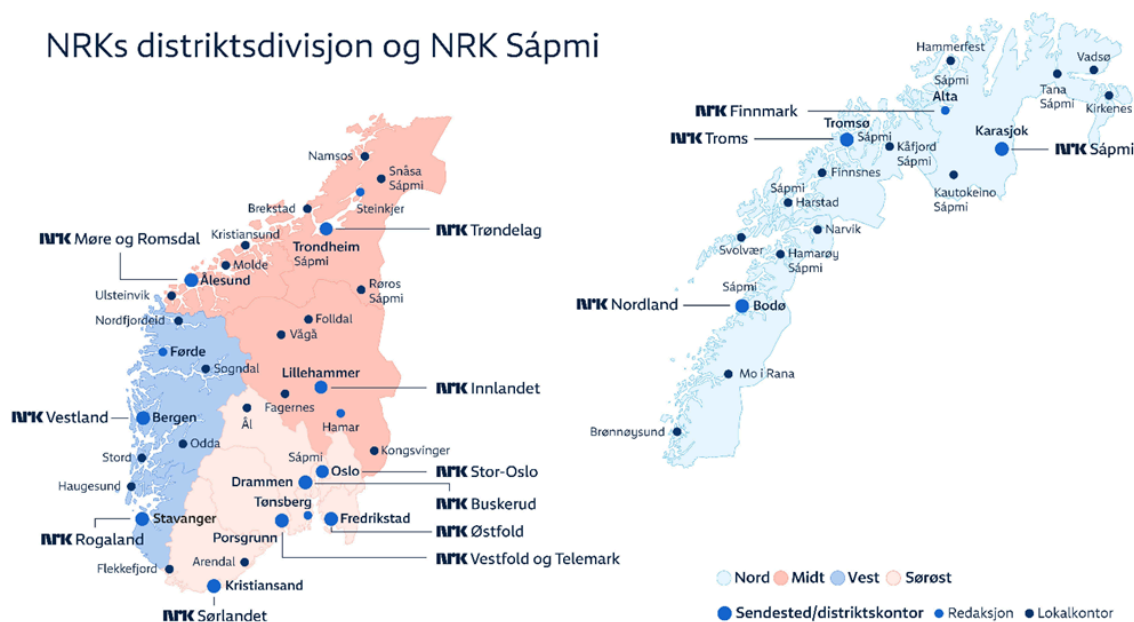 NRKs distriktsdivisjon og NRK Sápmi
Namsos
Snåsa
Sápmi
Brekstad
Steinkjer
NRK Møre og Romsdal
Kristiansund
NRK Trøndelag
Trondheim
Sápmi
Molde
Ålesund
Ulsteinvik
Røros
Sápmi
Nordfjordeid
Folldal
Vågå
Førde
Sogndal
Lillehammer
NRK Innlandet
Fagernes
NRK Vestland
Bergen
Ål
Hamar
Odda
Kongsvinger
Stord
Sápmi
Oslo
NRK Stor-Oslo
Haugesund
Drammen
NRK Buskerud
Tønsberg
Stavanger
Fredrikstad
NRK Østfold
NRK Rogaland
Porsgrunn
NRK Vestfold og Telemark
Flekkefjord
Arendal
Kristiansand
NRK Sørlandet
Hammerfest
Sápmi
Vadsø
Tana
Sápmi
Kirkenes
Alta
NRK Finnmark
Tromsø
Sápmi
NRK Troms
Karasjok
NRK Sápmi
Kåfjord
Sápmi
Finnsnes
Kautokeino
Sápmi
Sápmi
Harstad
Narvik
Svolvær
Hamarøy
Sápmi
Sápmi
NRK Nordland
Bodø
Mo i Rana
Brønnøysund
Nord Midt Vest Sørøst
Sendested/distriktskontor Redaksjon Lokalkontor